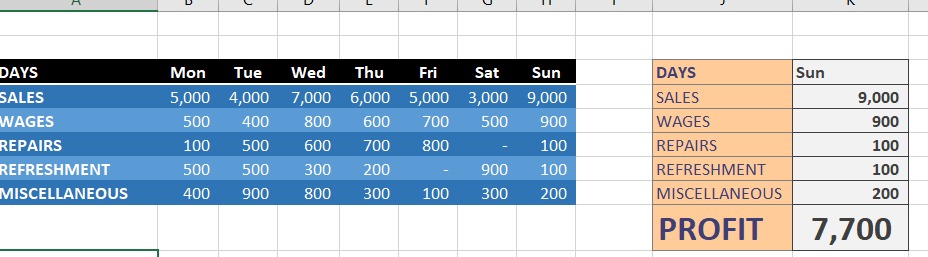 DAYS Mon Tue Wed Thu Fri Sat Sun
SALES 5,000 4,000 7,000 6,000 5,000 3,000 9,000
WAGES 500 400 800 600 700 500 900
REPAIRS 100 500 600 700 800 - 100
REFRESHMENT 500 500 300 200 - 900 100
MISCELLANEOUS 400 900 800 300 100 300 200
DAYS Sun
SALES 9,000
WAGES 900
REPAIRS 100
REFRESHMENT 100
MISCELLANEOUS 200
PROFIT 7,700